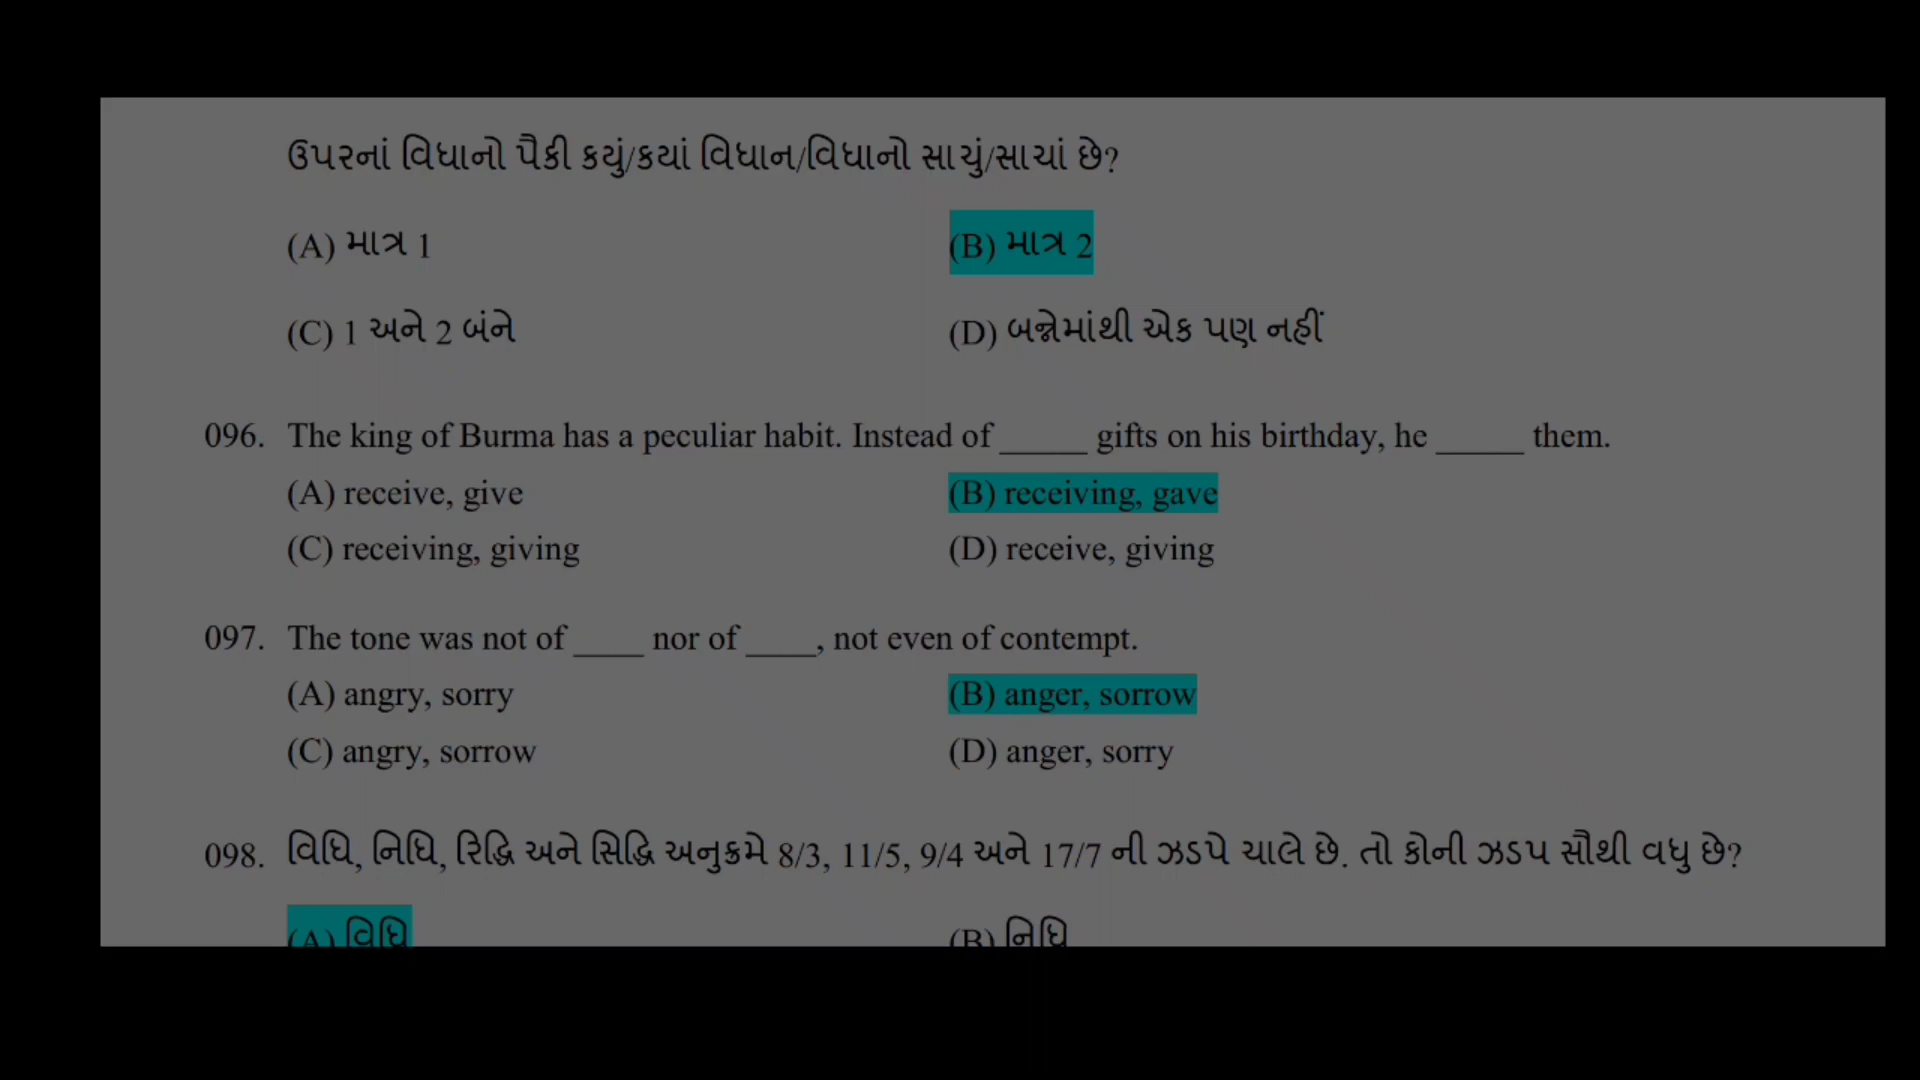 ઉપરનાં વિધાનો પૈકી કયું/કયાં વિધાન/વિધાનો સાચું/સાચાં છે?
(A) માત્ર 1 (B) માત્ર 2
(C) 1 અને 2 બંને (D) બન્નેમાંથી એક પણ નહીં
096. The king of Burma has a peculiar habit. Instead of _____ gifts on his birthday, he _____ them.
(A) receive, give (B) receiving, gave
(C) receiving, giving (D) receive, giving
097. The tone was not of ____ nor of ____, not even of contempt.
(A) angry, sorry (B) anger, sorrow
(C) angry, sorrow (D) anger, sorry
098. વિધિ, નિધિ, રિદ્ધિ અને સિદ્ધિ અનુક્રમે 8/3, 11/5, 9/4 અને 17/7 ની ઝડપે ચાલે છે. તો કોની ઝડપ સૌથી વધુ છે?
(A) વિધિ (B) નિધિ